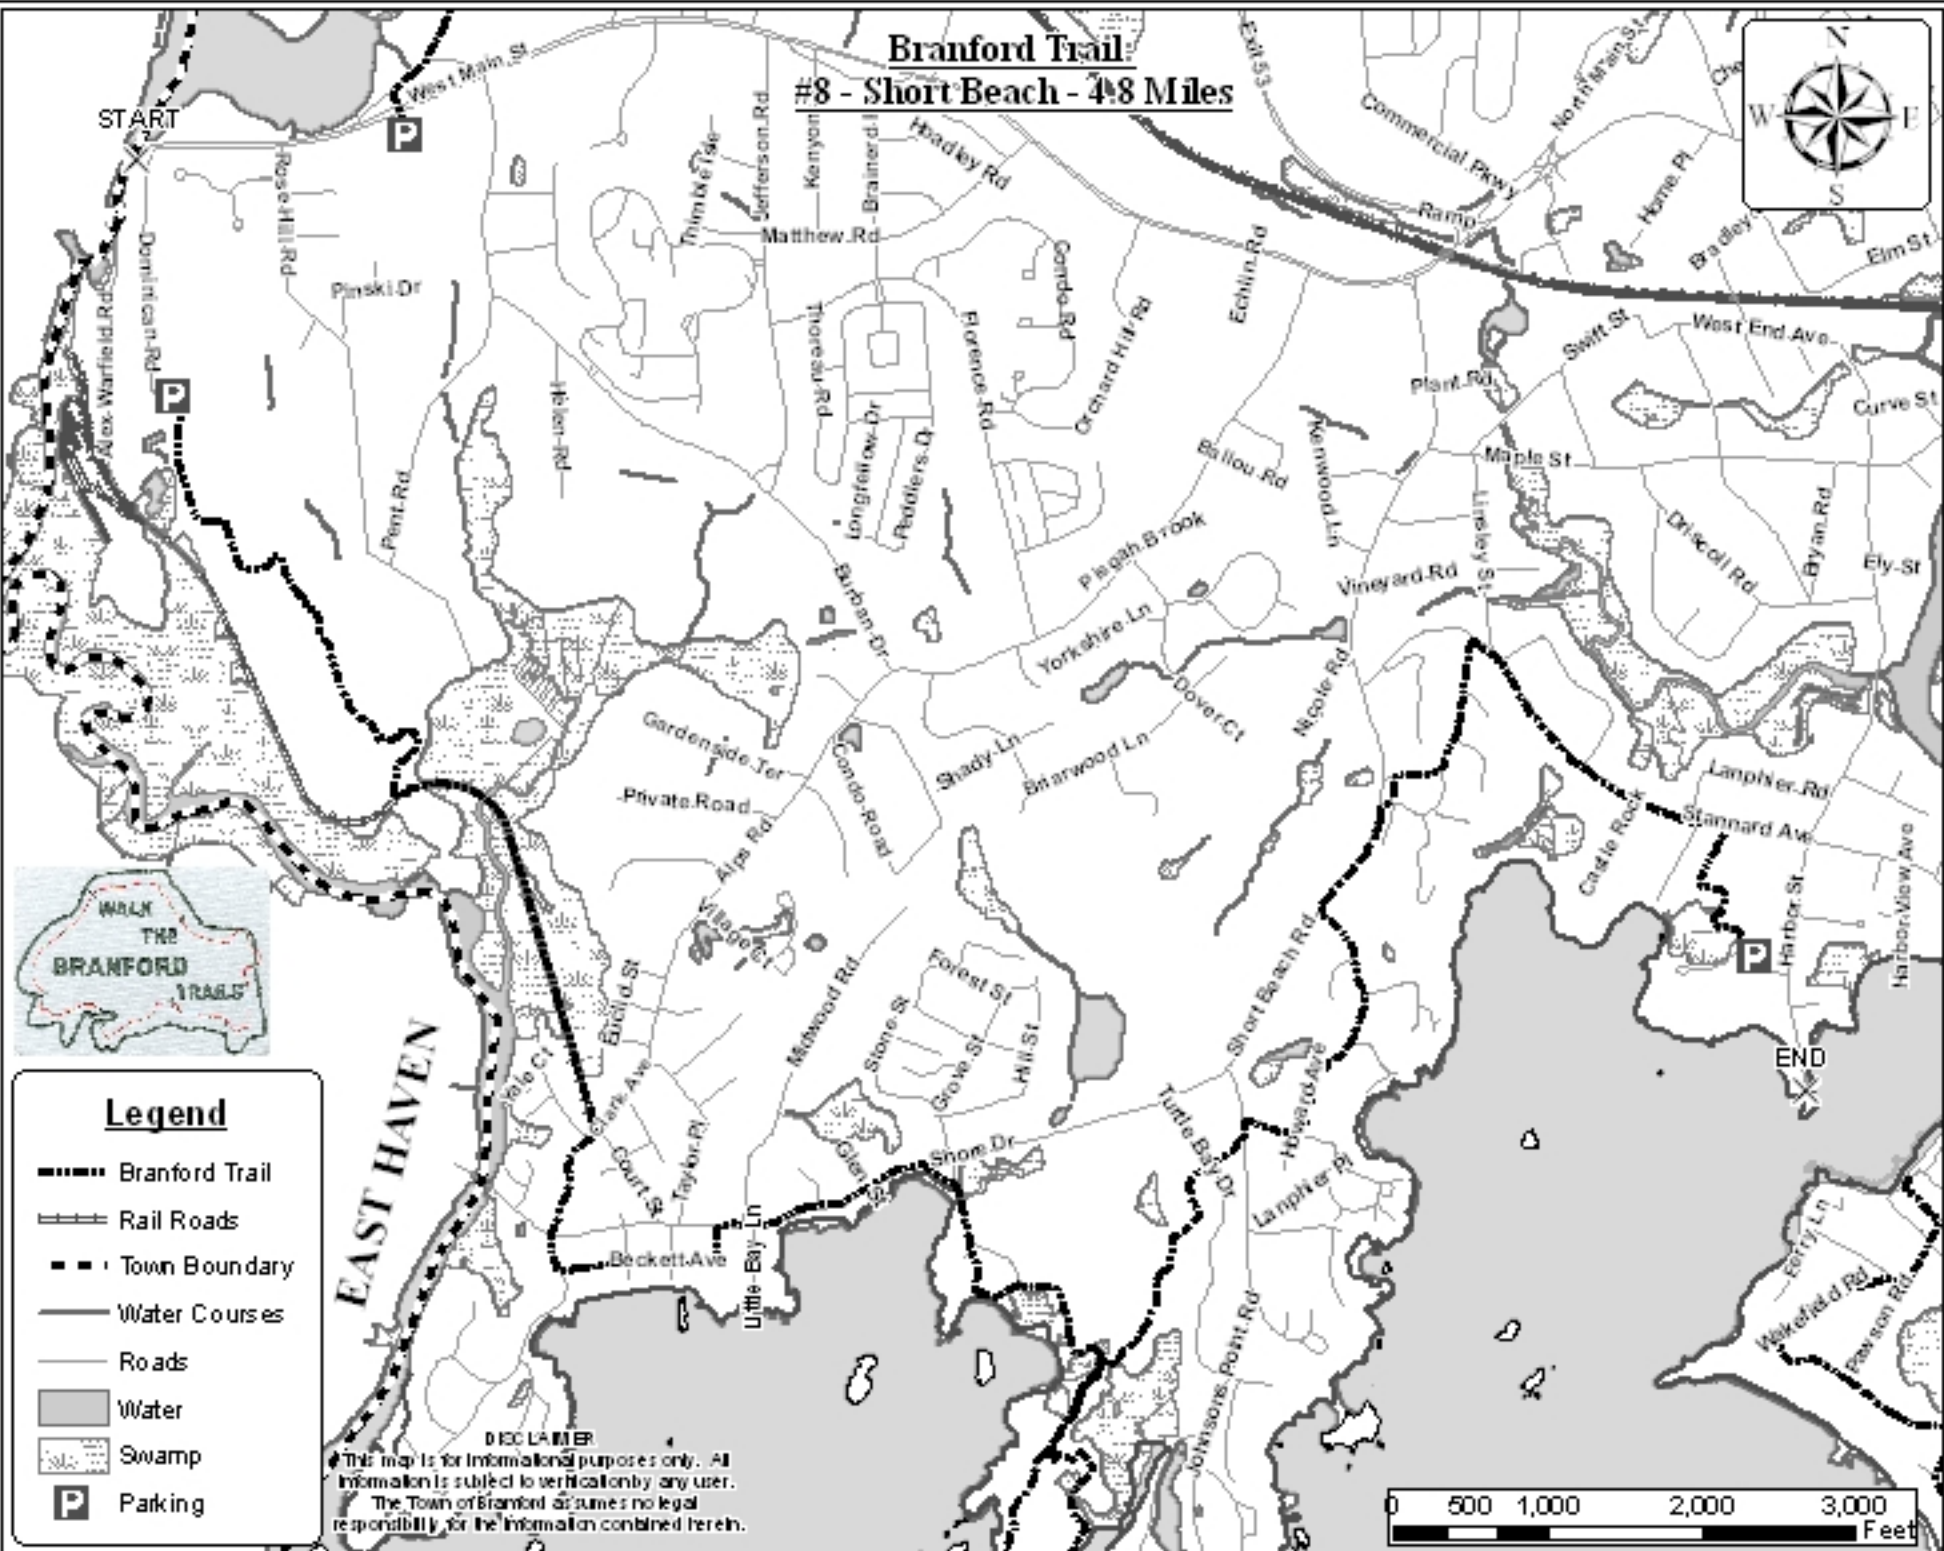 Branford Trail:
#8 - Short Beach - 4.8 Miles
N
W
E
S
START
West Main St
P
Exit 53
Commercial Pkwy
North Main S
Home Pl
Ramp
Bradley
Elm St
Rose Hill Rd
Thimble Isle
Jefferson Rd
Kenyon
Brainerd
Hoadley Rd
Matthew Rd
Dominican Rd
Alex Warfield Rd
Pinski Dr
P
Pent Rd
Helen Rd
Thoreau Rd
Longfellow Dr
Peddlers D
Florence Rd
Condo Rd
Orchard Hill Rd
Echlin Rd
Ballou Rd
Kenwood Ln
Plant Rd
Swift St
West End Ave
Curve St
Maple St
Linsley St
Driscoll Rd
Bryan Rd
Ely St
Pisgah Brook
Vineyard Rd
Burban Dr
Yorkshire Ln
Dover Ct
Nicole Rd
Gardenside Ter
Private Road
Condo Road
Alps Rd
Shady Ln
Briarwood Ln
Lanphier Rd
Stannard Ave
Castle Rock
Harbor St
Harbor View Ave
P
END
Village
Euclid St
Yale Ct
Clark Ave
Court St
Taylor Pl
Midwood Rd
Stone St
Forest St
Grove St
Hill St
Glen St
Shore Dr
Short Beach Rd
Howard Ave
Turtle Bay Dr
Lanphier Pl
Beckett Ave
Little Bay Ln
Johnsons Point Rd
Ferry Ln
Wakefield Rd
Pawson Rd
WALK
THE
BRANFORD
TRAILS
EAST HAVEN
Legend
Branford Trail
Rail Roads
Town Boundary
Water Courses
Roads
Water
Swamp
P Parking
DISCLAIMER
This map is for informational purposes only. All
information is subject to verification by any user.
The Town of Branford assumes no legal
responsibility for the information contained herein.
0 500 1,000 2,000 3,000
Feet